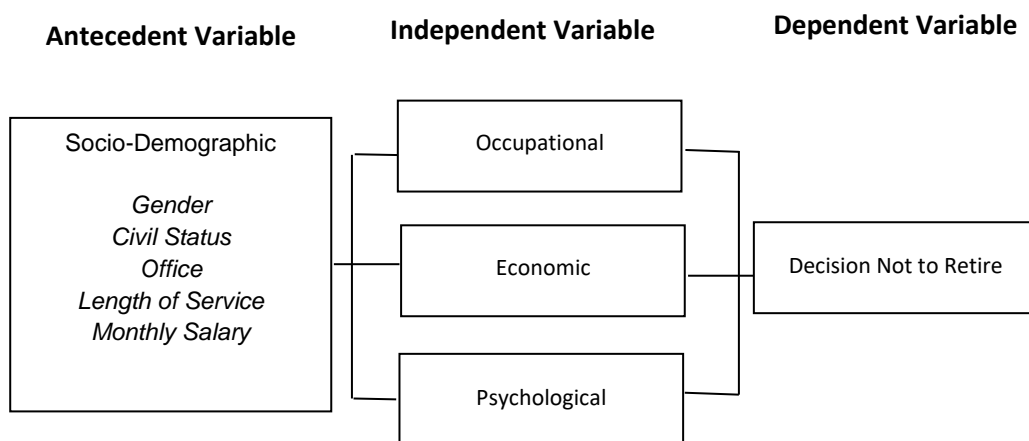 Antecedent Variable
Independent Variable
Dependent Variable
Socio-Demographic
Gender
Civil Status
Office
Length of Service
Monthly Salary
Occupational
Economic
Psychological
Decision Not to Retire